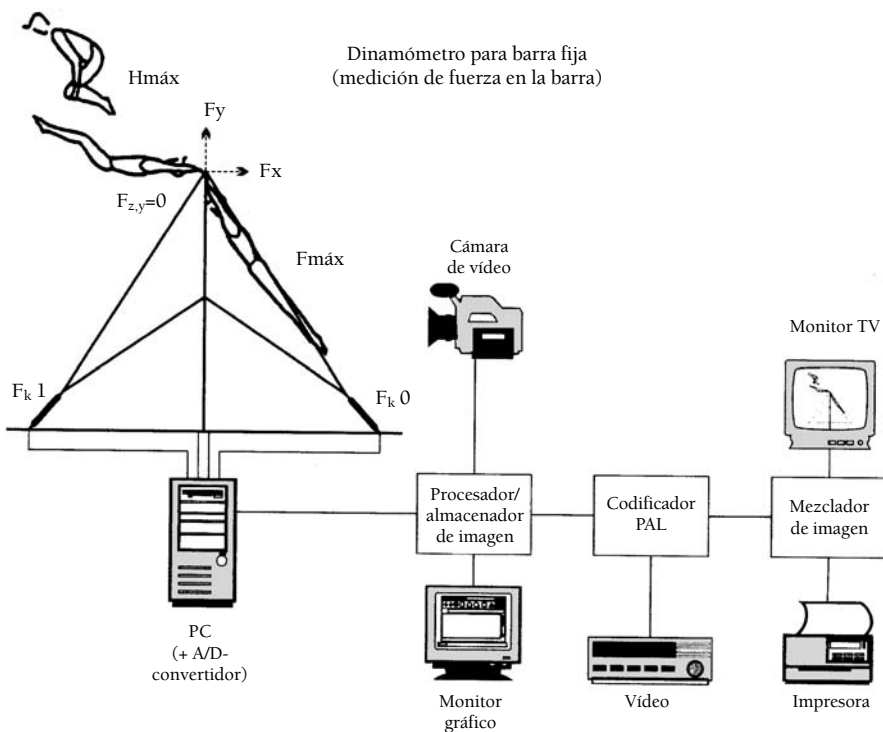 Dinamómetro para barra fija
(medición de fuerza en la barra)
Hmáx
Fy
Fx
Fz,y=0
Fmáx
Fk 1
Fk 0
Cámara
de vídeo
Monitor TV
Procesador/
almacenador
de imagen
Codificador
PAL
Mezclador
de imagen
PC
(+ A/D-
convertidor)
Monitor
gráfico
Vídeo
Impresora